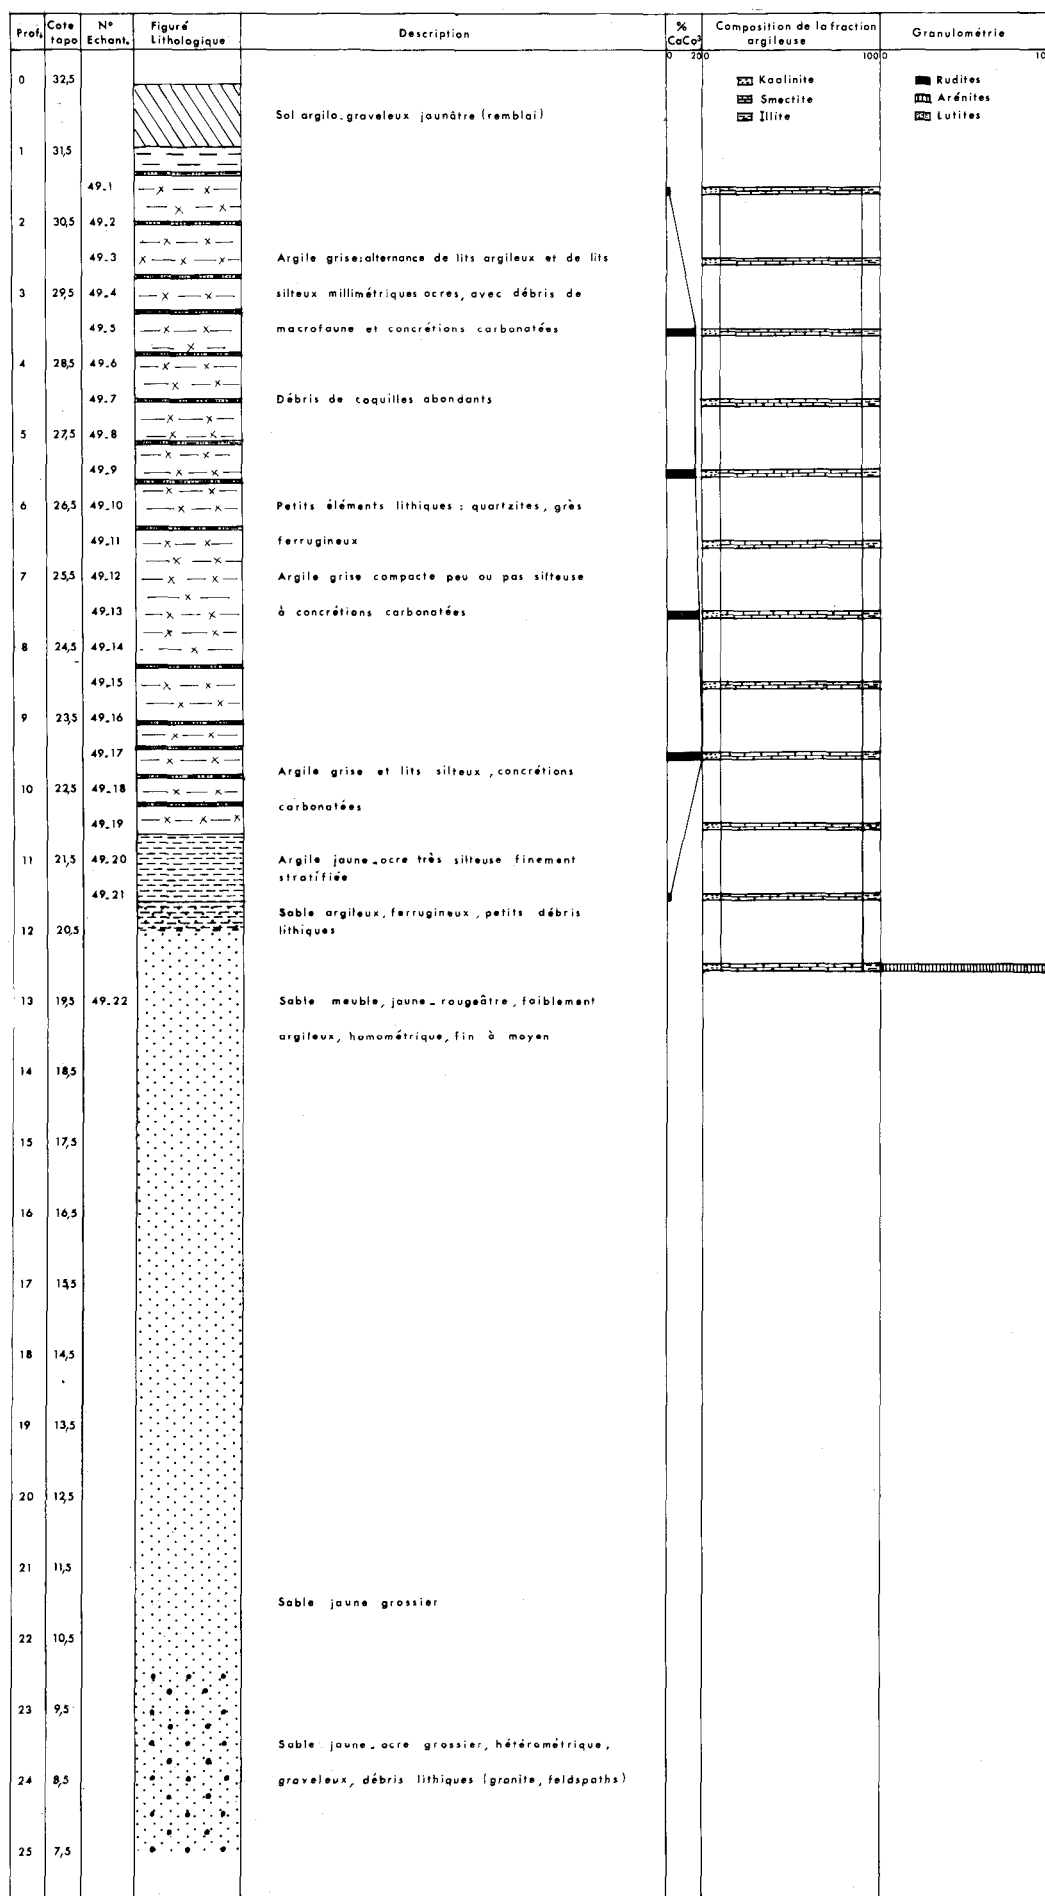 Prof.
Cote topo
N° Echant.
Figuré Lithologique
Description
% CaCo³
Composition de la fraction argileuse
Granulométrie
0 20
0 100
0 10
Kaolinite
Smectite
Illite
Rudites
Arénites
Lutites
0 32,5
Sol argilo-graveleux jaunâtre (remblai)
1 31,5
49-1
2 30,5 49-2
49-3 Argile grise: alternance de lits argileux et de lits
3 29,5 49-4 silteux millimétriques ocres, avec débris de
49-5 macrofaune et concrétions carbonatées
4 28,5 49-6
49-7 Débris de coquilles abondants
5 27,5 49-8
49-9
6 26,5 49-10 Petits éléments lithiques : quartzites, grès
49-11 ferrugineux
7 25,5 49-12 Argile grise compacte peu ou pas silteuse
49-13 à concrétions carbonatées
8 24,5 49-14
49-15
9 23,5 49-16
49-17
Argile grise et lits silteux, concrétions
10 22,5 49-18
carbonatées
49-19
11 21,5 49-20 Argile jaune-ocre très silteuse finement
stratifiée
49-21
Sable argileux, ferrugineux, petits débris
12 20,5 lithiques
13 19,5 49-22 Sable meuble, jaune-rougeâtre, faiblement
argileux, homométrique, fin à moyen
14 18,5
15 17,5
16 16,5
17 15,5
18 14,5
19 13,5
20 12,5
21 11,5
Sable jaune grossier
22 10,5
23 9,5
Sable jaune-ocre grossier, hétérométrique,
24 8,5 graveleux, débris lithiques (granite, feldspaths)
25 7,5